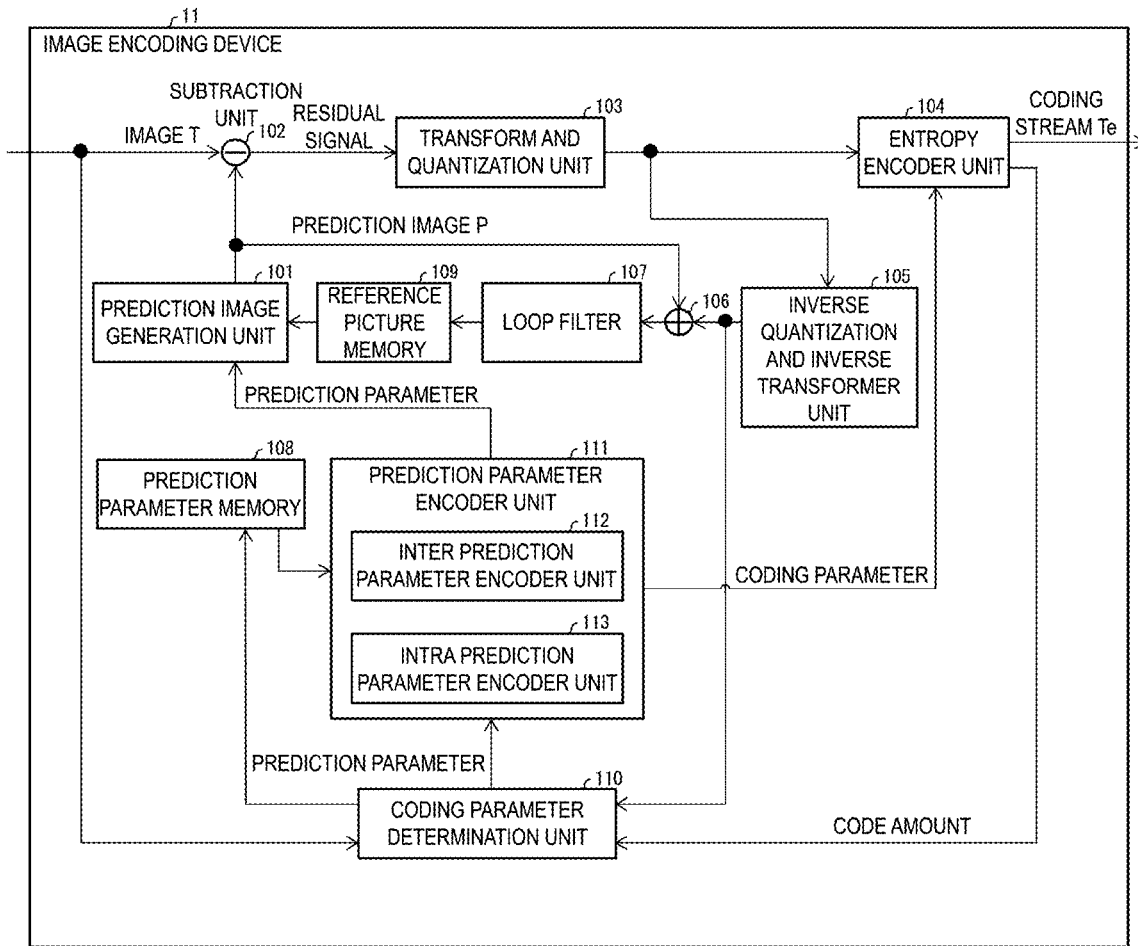 11
IMAGE ENCODING DEVICE
SUBTRACTION
UNIT
102
IMAGE T
RESIDUAL
SIGNAL
103
TRANSFORM AND
QUANTIZATION UNIT
104
ENTROPY
ENCODER UNIT
CODING
STREAM Te
PREDICTION IMAGE P
101
PREDICTION IMAGE
GENERATION UNIT
109
REFERENCE
PICTURE
MEMORY
107
LOOP FILTER
106
105
INVERSE
QUANTIZATION
AND INVERSE
TRANSFORMER
UNIT
PREDICTION PARAMETER
108
PREDICTION
PARAMETER MEMORY
111
PREDICTION PARAMETER
ENCODER UNIT
112
INTER PREDICTION
PARAMETER ENCODER UNIT
113
INTRA PREDICTION
PARAMETER ENCODER UNIT
CODING PARAMETER
PREDICTION PARAMETER
110
CODING PARAMETER
DETERMINATION UNIT
CODE AMOUNT